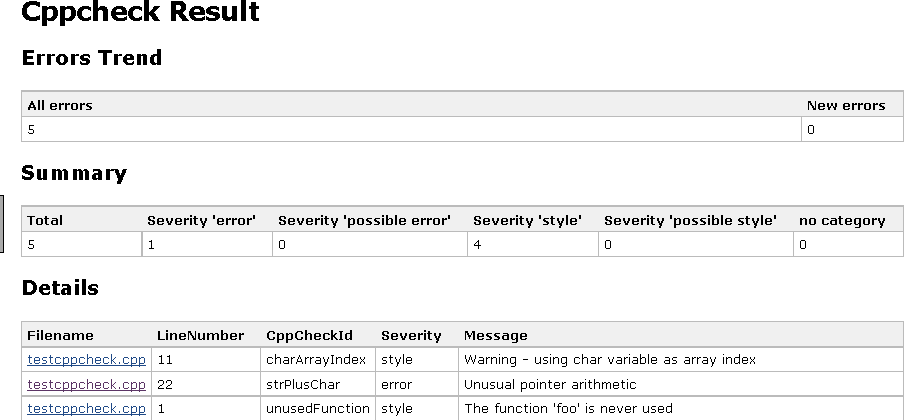 Cppcheck Result
Errors Trend
All errors New errors
5 0
Summary
Total Severity 'error' Severity 'possible error' Severity 'style' Severity 'possible style' no category
5 1 0 4 0 0
Details
Filename LineNumber CppCheckId Severity Message
testcppcheck.cpp 11 charArrayIndex style Warning - using char variable as array index
testcppcheck.cpp 22 strPlusChar error Unusual pointer arithmetic
testcppcheck.cpp 1 unusedFunction style The function 'foo' is never used